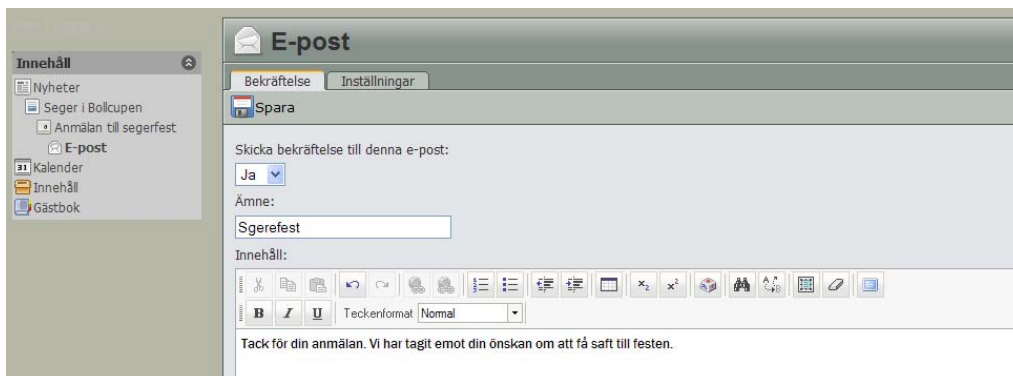 Innehåll
Nyheter
Seger i Bollcupen
Anmälan till segerfest
E-post
31 Kalender
Innehåll
Gästbok
E-post
Bekräftelse Inställningar
Spara
Skicka bekräftelse till denna e-post:
Ja
Ämne:
Sgerefest
Innehåll:
B I U Teckenformat Normal
Tack för din anmälan. Vi har tagit emot din önskan om att få saft till festen.